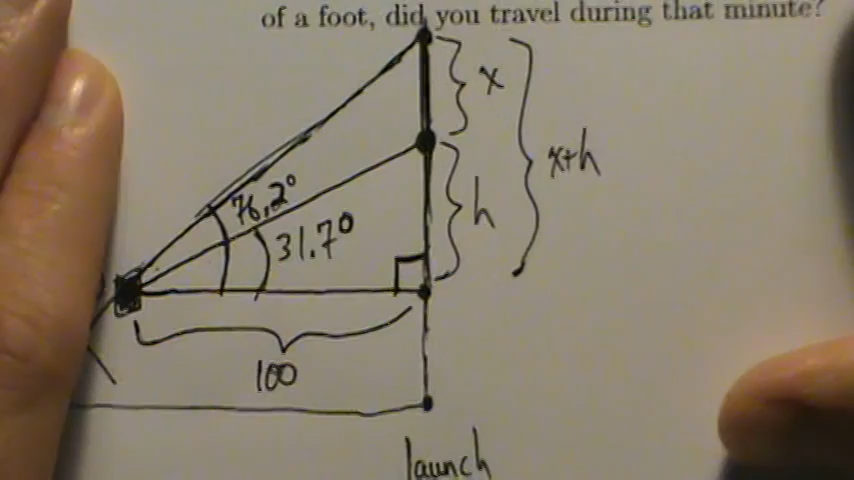 of a foot, did you travel during that minute?
x
x+h
76.2°
h
31.7°
100
launch